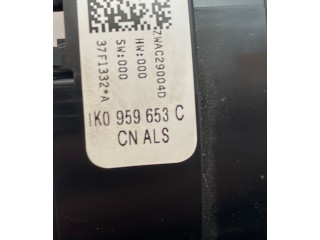 ZWAC29004D
HW:000
SW:000
37F1332*A
1K0 959 653 C
CN ALS